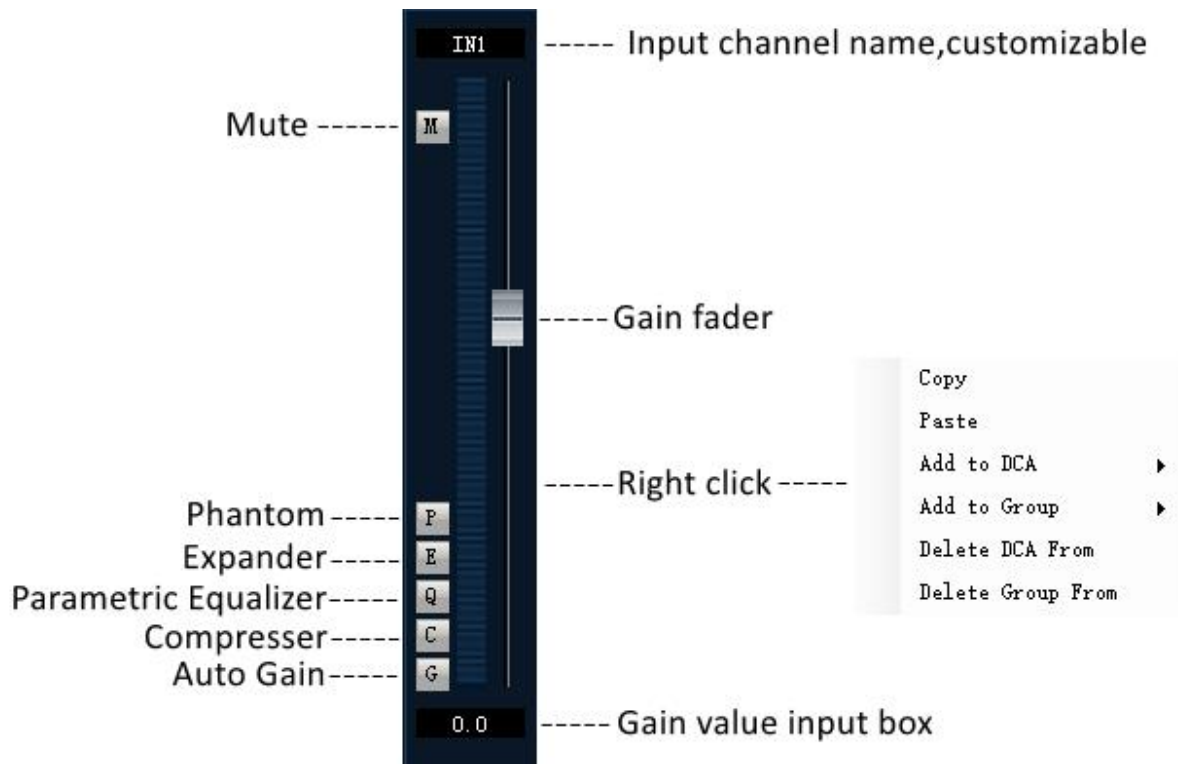 IN1 ----- Input channel name,customizable
Mute ------ M
-----Gain fader
Copy
Paste
Add to DCA
-----Right click-----
Add to Group
Phantom----- P
Delete DCA From
Expander----- E
Delete Group From
Parametric Equalizer----- Q
Compresser----- C
Auto Gain----- G
0.0 -----Gain value input box